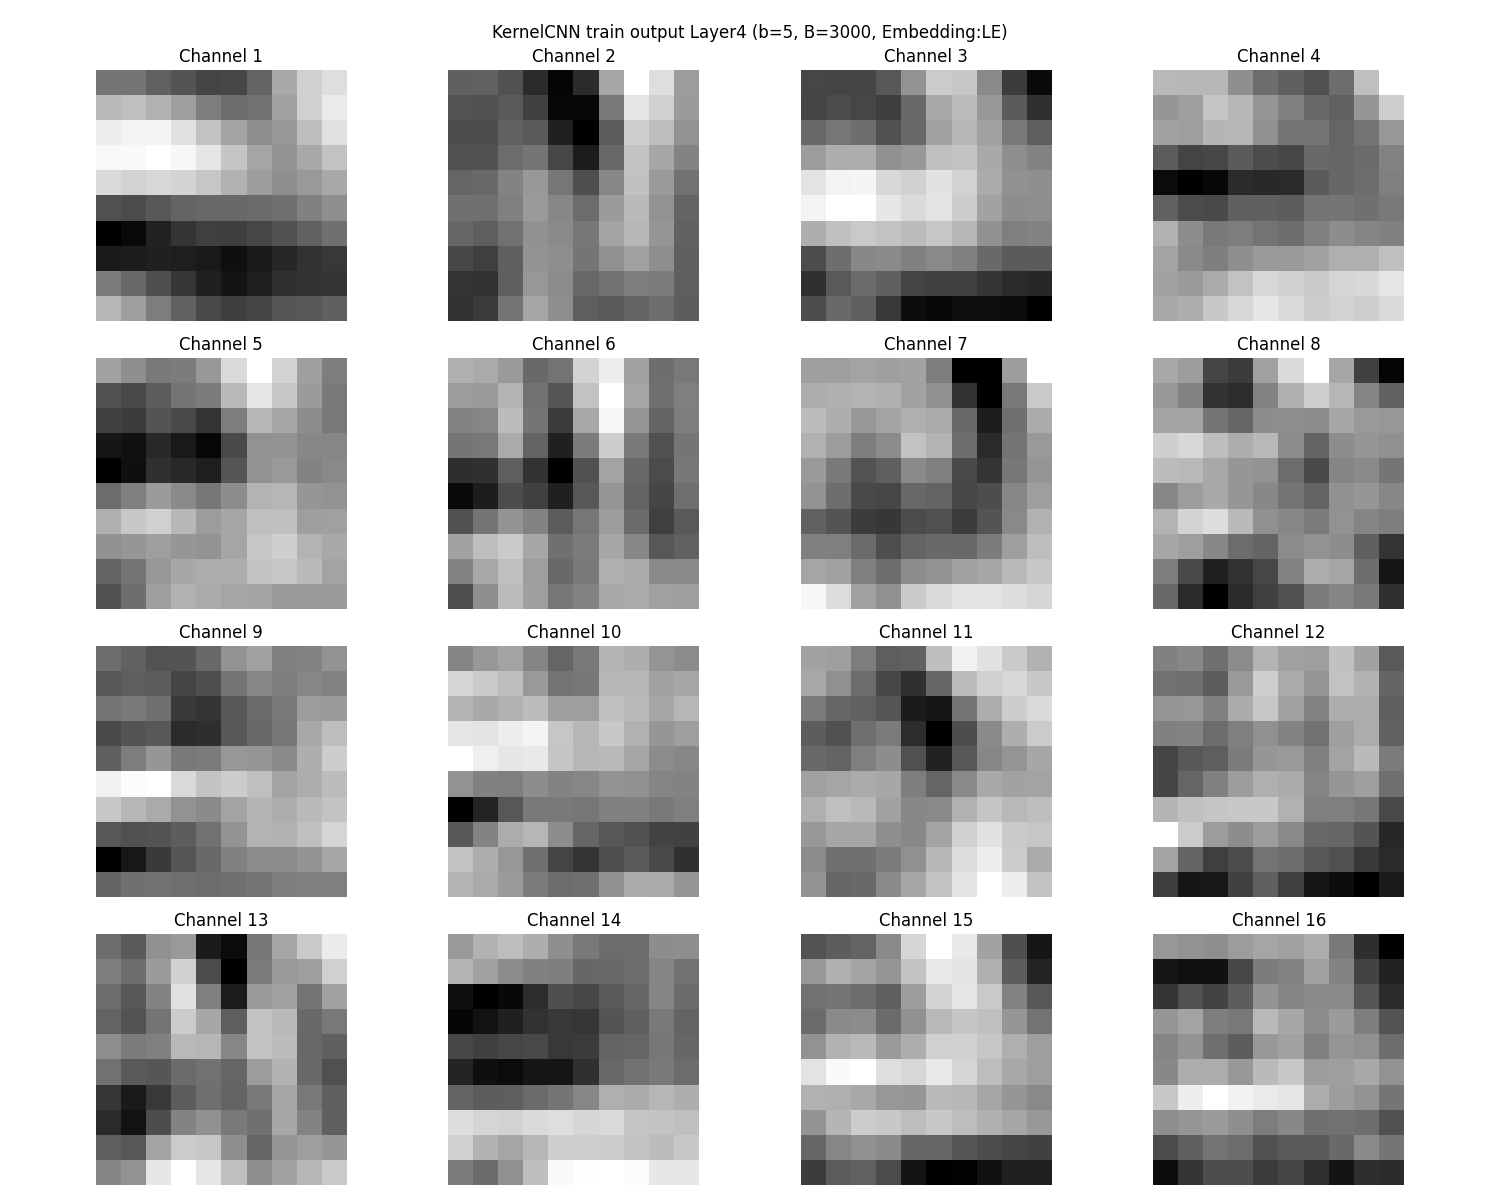 KernelCNN train output Layer4 (b=5, B=3000, Embedding:LE)
Channel 1
Channel 2
Channel 3
Channel 4
Channel 5
Channel 6
Channel 7
Channel 8
Channel 9
Channel 10
Channel 11
Channel 12
Channel 13
Channel 14
Channel 15
Channel 16